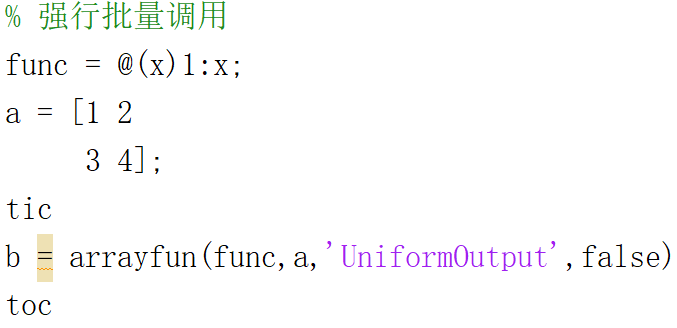 % 强行批量调用
func = @(x)1:x;
a = [1 2
3 4];
tic
b = arrayfun(func,a,'UniformOutput',false)
toc